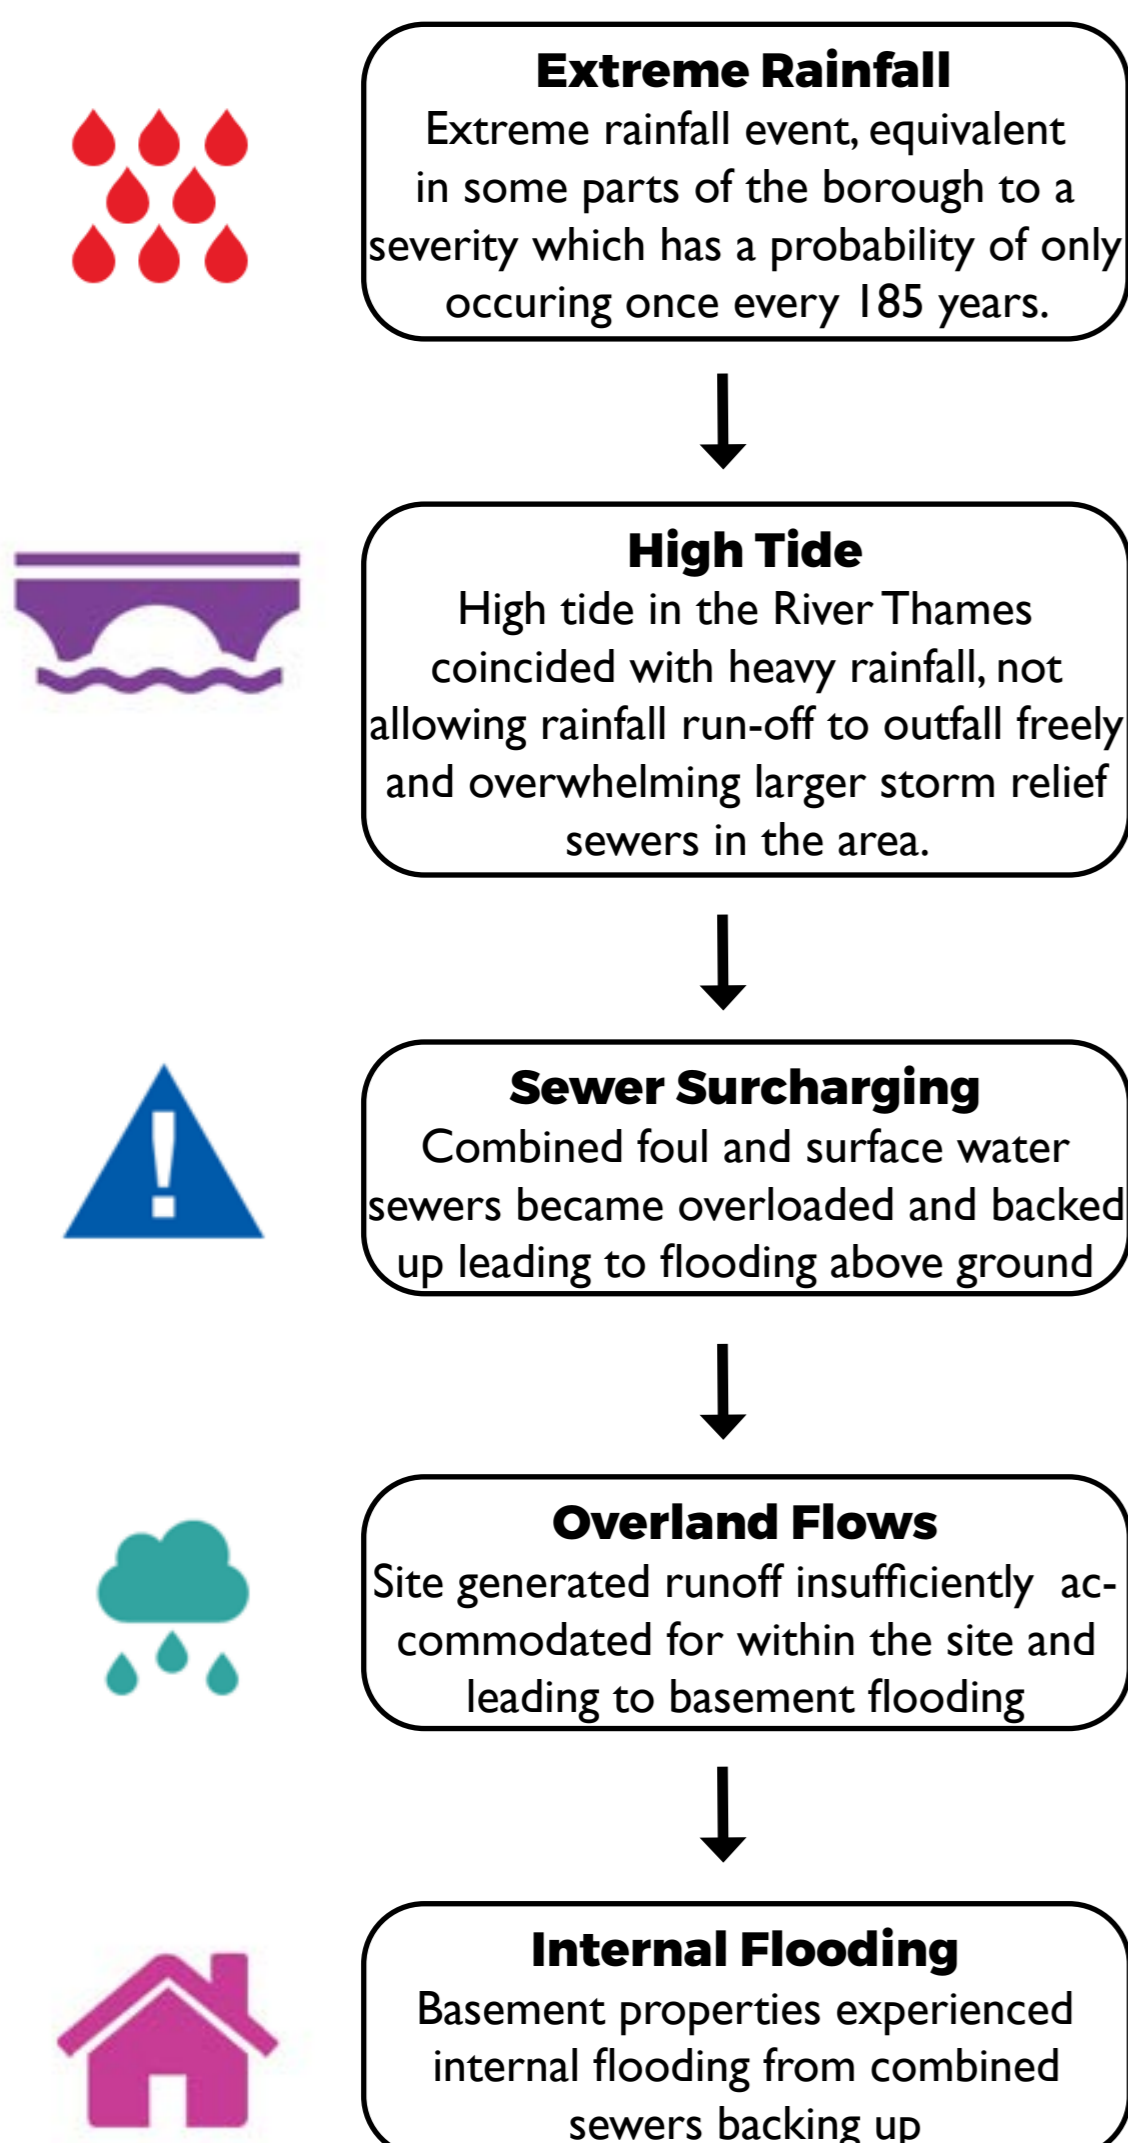 Extreme Rainfall
Extreme rainfall event, equivalent
in some parts of the borough to a
severity which has a probability of only
occuring once every 185 years.
High Tide
High tide in the River Thames
coincided with heavy rainfall, not
allowing rainfall run-off to outfall freely
and overwhelming larger storm relief
sewers in the area.
Sewer Surcharging
Combined foul and surface water
sewers became overloaded and backed
up leading to flooding above ground
Overland Flows
Site generated runoff insufficiently  ac-
commodated for within the site and
leading to basement flooding
Internal Flooding
Basement properties experienced
internal flooding from combined
sewers backing up